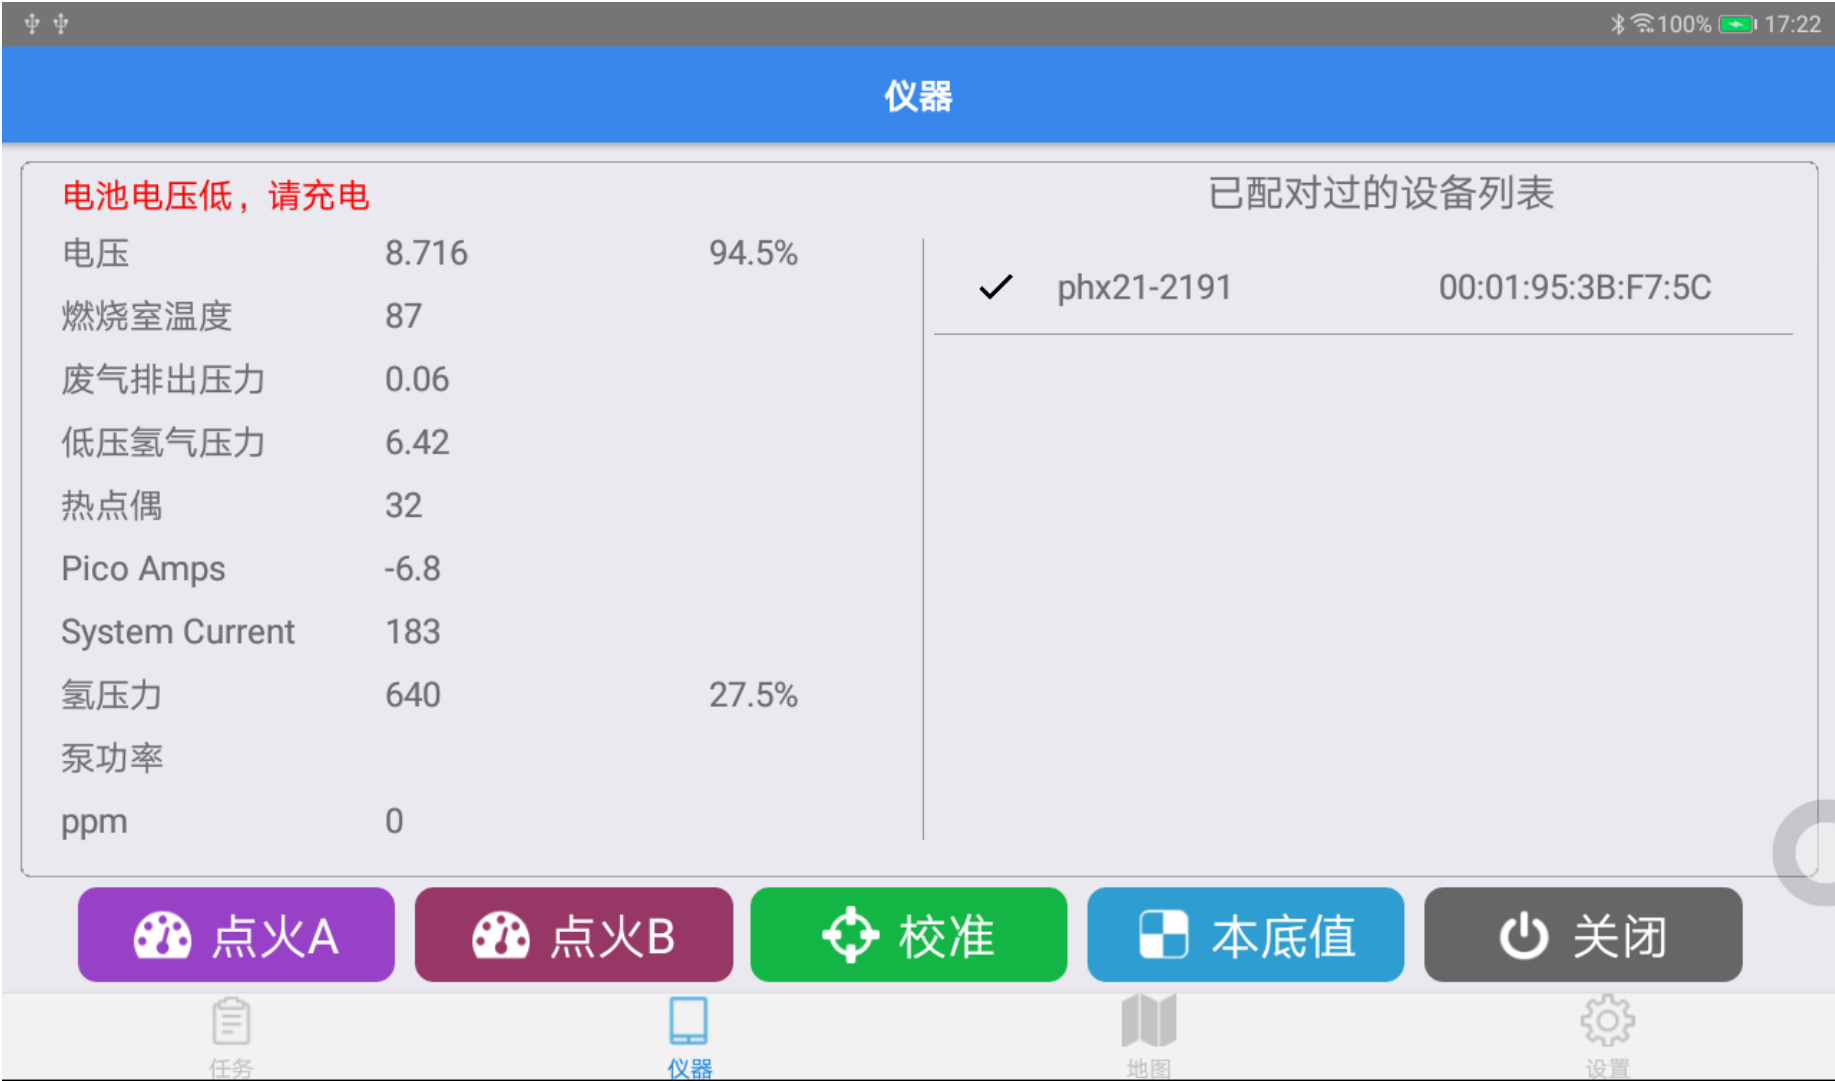 100% 17:22
仪器
电池电压低，请充电
电压 8.716 94.5%
燃烧室温度 87
废气排出压力 0.06
低压氢气压力 6.42
热点偶 32
Pico Amps -6.8
System Current 183
氢压力 640 27.5%
泵功率
ppm 0
已配对过的设备列表
phx21-2191 00:01:95:3B:F7:5C
点火A 点火B 校准 本底值 关闭
任务 仪器 地图 设置